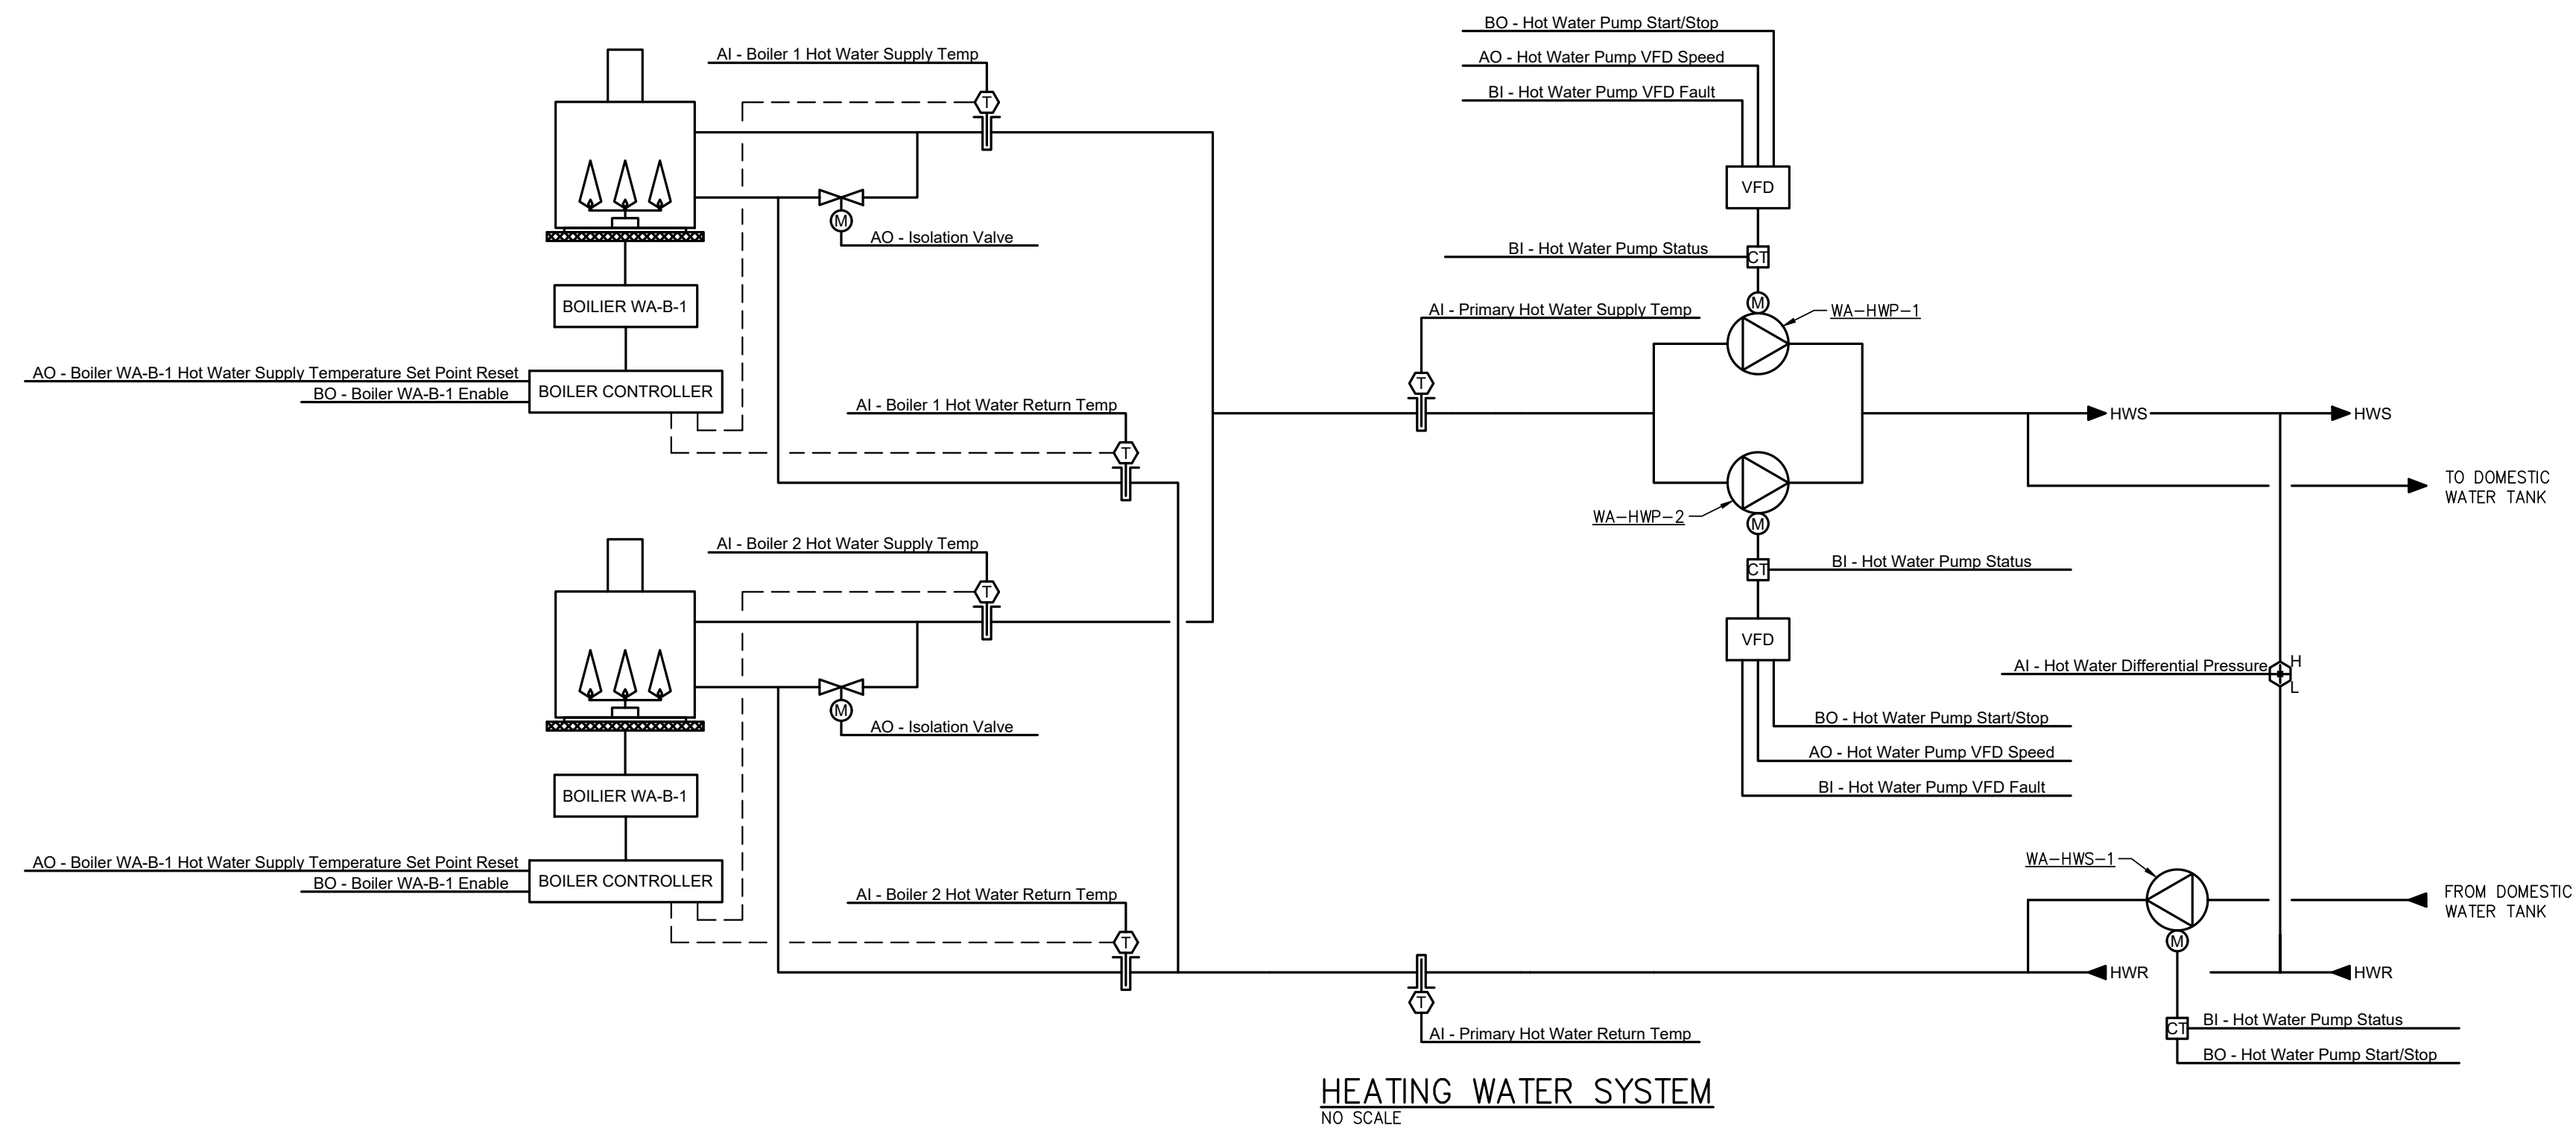 BO - Hot Water Pump Start/Stop
AI - Boiler 1 Hot Water Supply Temp
AO - Hot Water Pump VFD Speed
BI - Hot Water Pump VFD Fault
T
VFD
M
AO - Isolation Valve
BI - Hot Water Pump Status
CT
BOILIER WA-B-1
M
AI - Primary Hot Water Supply Temp
WA-HWP-1
AO - Boiler WA-B-1 Hot Water Supply Temperature Set Point Reset
BO - Boiler WA-B-1 Enable
BOILER CONTROLLER
T
AI - Boiler 1 Hot Water Return Temp
HWS
HWS
T
TO DOMESTIC
WATER TANK
WA-HWP-2
M
AI - Boiler 2 Hot Water Supply Temp
CT
BI - Hot Water Pump Status
T
VFD
AI - Hot Water Differential Pressure
H
L
M
AO - Isolation Valve
BO - Hot Water Pump Start/Stop
AO - Hot Water Pump VFD Speed
BI - Hot Water Pump VFD Fault
BOILIER WA-B-1
AO - Boiler WA-B-1 Hot Water Supply Temperature Set Point Reset
BO - Boiler WA-B-1 Enable
BOILER CONTROLLER
WA-HWS-1
AI - Boiler 2 Hot Water Return Temp
FROM DOMESTIC
WATER TANK
T
M
HWR
HWR
T
AI - Primary Hot Water Return Temp
CT
BI - Hot Water Pump Status
BO - Hot Water Pump Start/Stop
HEATING WATER SYSTEM
NO SCALE